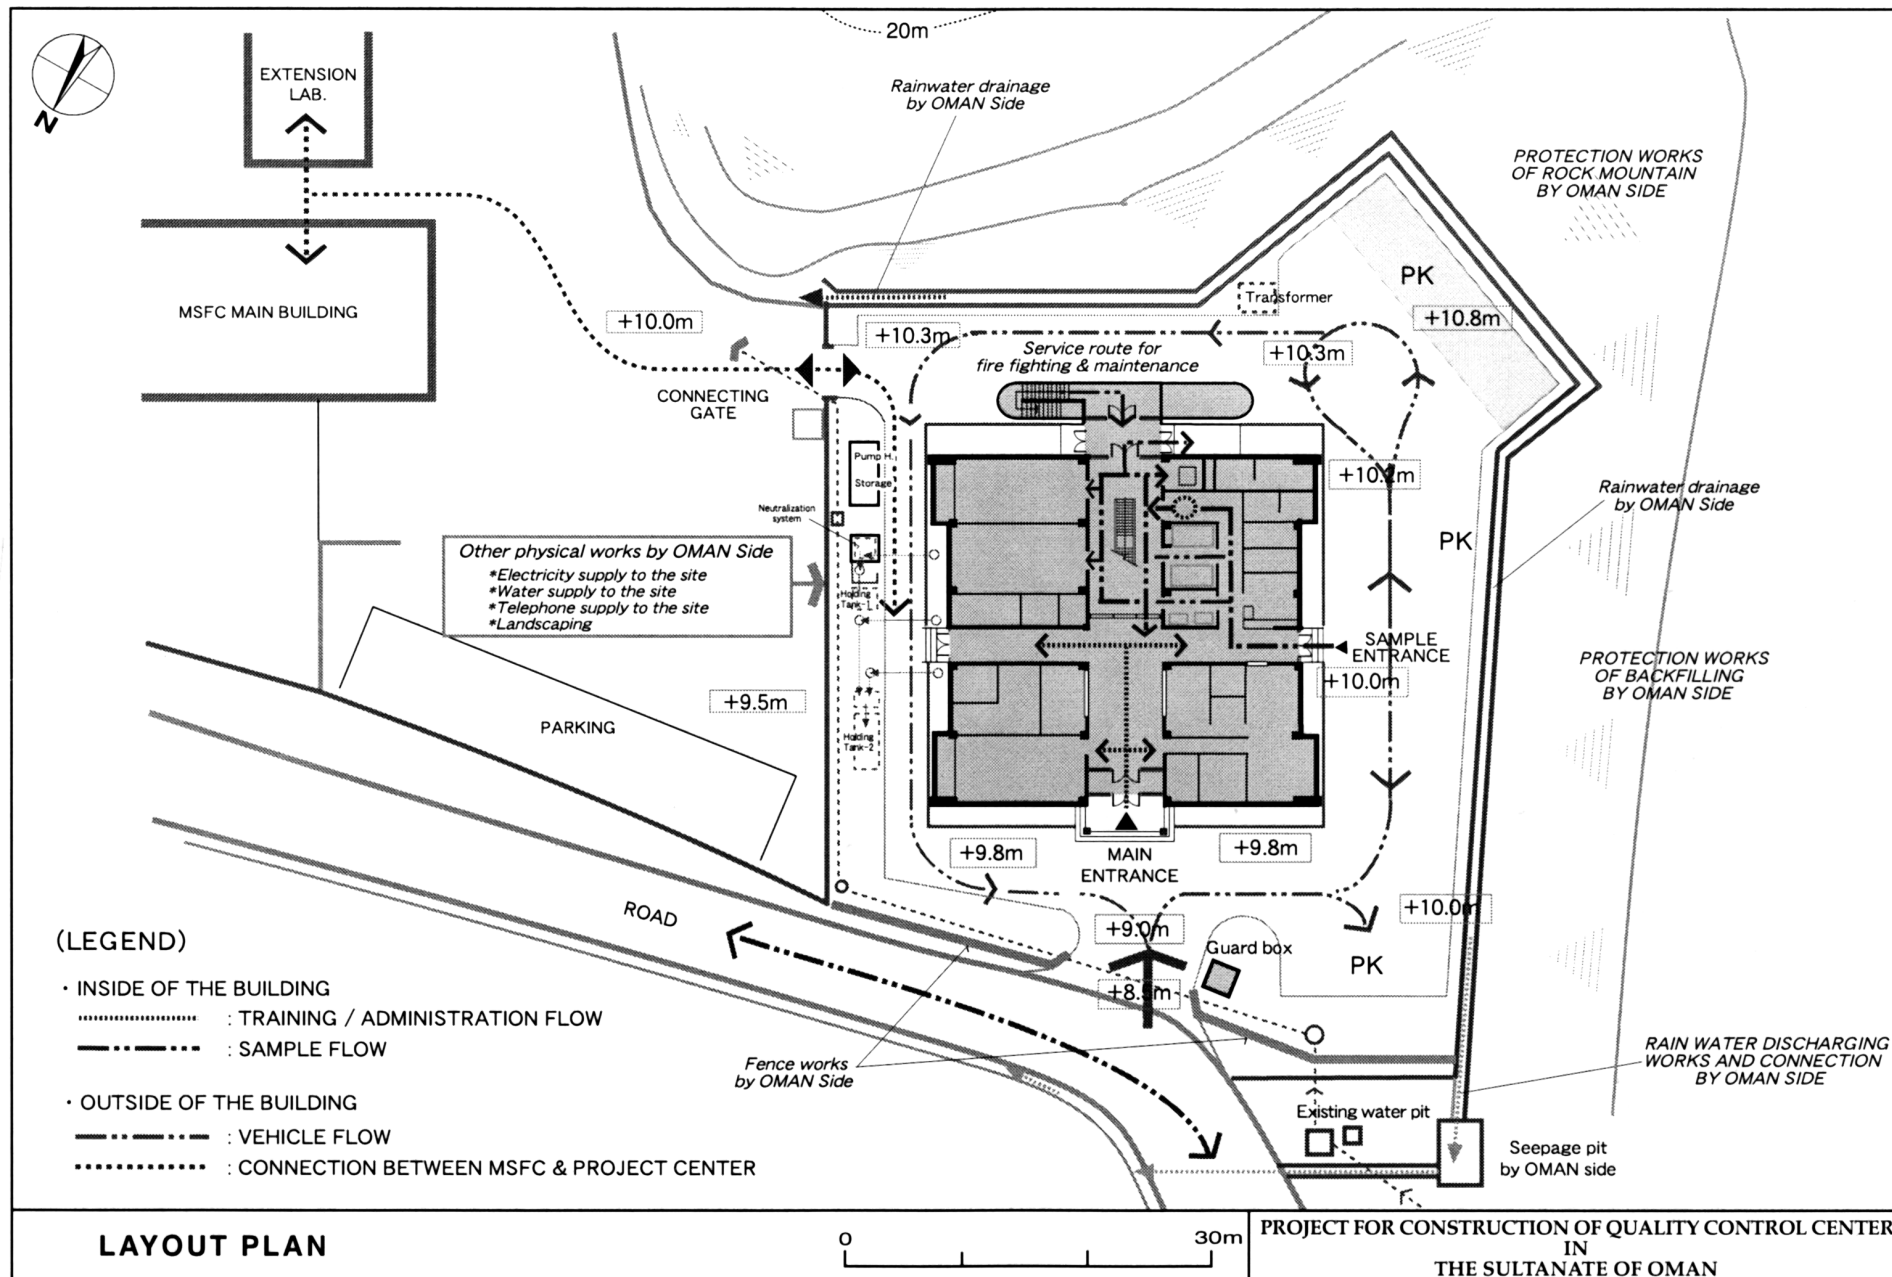 20m
N
EXTENSION
LAB.
Rainwater drainage
by OMAN Side
PROTECTION WORKS
OF ROCK MOUNTAIN
BY OMAN SIDE
MSFC MAIN BUILDING
+10.0m
+10.3m
Transformer
PK
+10.8m
Service route for
fire fighting & maintenance
+10.3m
CONNECTING
GATE
Pump H.
Storage
+10.2m
Rainwater drainage
by OMAN Side
Neutralization
system
PK
Other physical works by OMAN Side
*Electricity supply to the site
*Water supply to the site
*Telephone supply to the site
*Landscaping
Holding
Tank-1
SAMPLE
ENTRANCE
PROTECTION WORKS
OF BACKFILLING
BY OMAN SIDE
+10.0m
+9.5m
PARKING
Holding
Tank-2
+9.8m
MAIN
ENTRANCE
+9.8m
ROAD
+10.0m
+9.0m
Guard box
PK
+8.5m
(LEGEND)
· INSIDE OF THE BUILDING
: TRAINING / ADMINISTRATION FLOW
: SAMPLE FLOW
· OUTSIDE OF THE BUILDING
: VEHICLE FLOW
: CONNECTION BETWEEN MSFC & PROJECT CENTER
Fence works
by OMAN Side
RAIN WATER DISCHARGING
WORKS AND CONNECTION
BY OMAN SIDE
Existing water pit
Seepage pit
by OMAN side
LAYOUT PLAN
0 30m
PROJECT FOR CONSTRUCTION OF QUALITY CONTROL CENTER
IN
THE SULTANATE OF OMAN